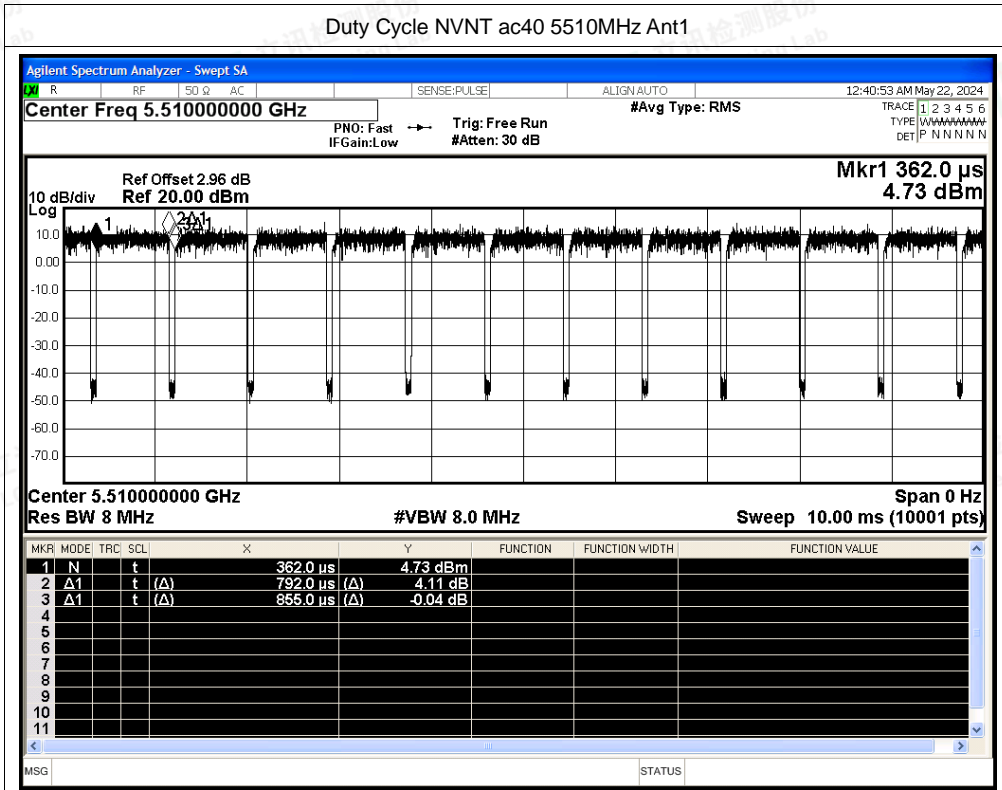 Duty Cycle NVNT ac40 5510MHz Ant1
Agilent Spectrum Analyzer - Swept SA
LXI R RF 50 Ω AC SENSE:PULSE ALIGN AUTO 12:40:53 AM May 22, 2024
Center Freq 5.510000000 GHz #Avg Type: RMS TRACE 1 2 3 4 5 6
PNO: Fast Trig: Free Run TYPE WWWWWW
IFGain:Low #Atten: 30 dB DET P N N N N N
Mkr1 362.0 µs
Ref Offset 2.96 dB
10 dB/div Ref 20.00 dBm 4.73 dBm
Log
1 2Δ1
3Δ1
10.0
0.00
-10.0
-20.0
-30.0
-40.0
-50.0
-60.0
-70.0
Center 5.510000000 GHz Span 0 Hz
Res BW 8 MHz #VBW 8.0 MHz Sweep 10.00 ms (10001 pts)
MKR MODE TRC SCL X Y FUNCTION FUNCTION WIDTH FUNCTION VALUE
1 N t 362.0 µs 4.73 dBm
2 Δ1 t (Δ) 792.0 µs (Δ) 4.11 dB
3 Δ1 t (Δ) 855.0 µs (Δ) -0.04 dB
4
5
6
7
8
9
10
11
MSG STATUS